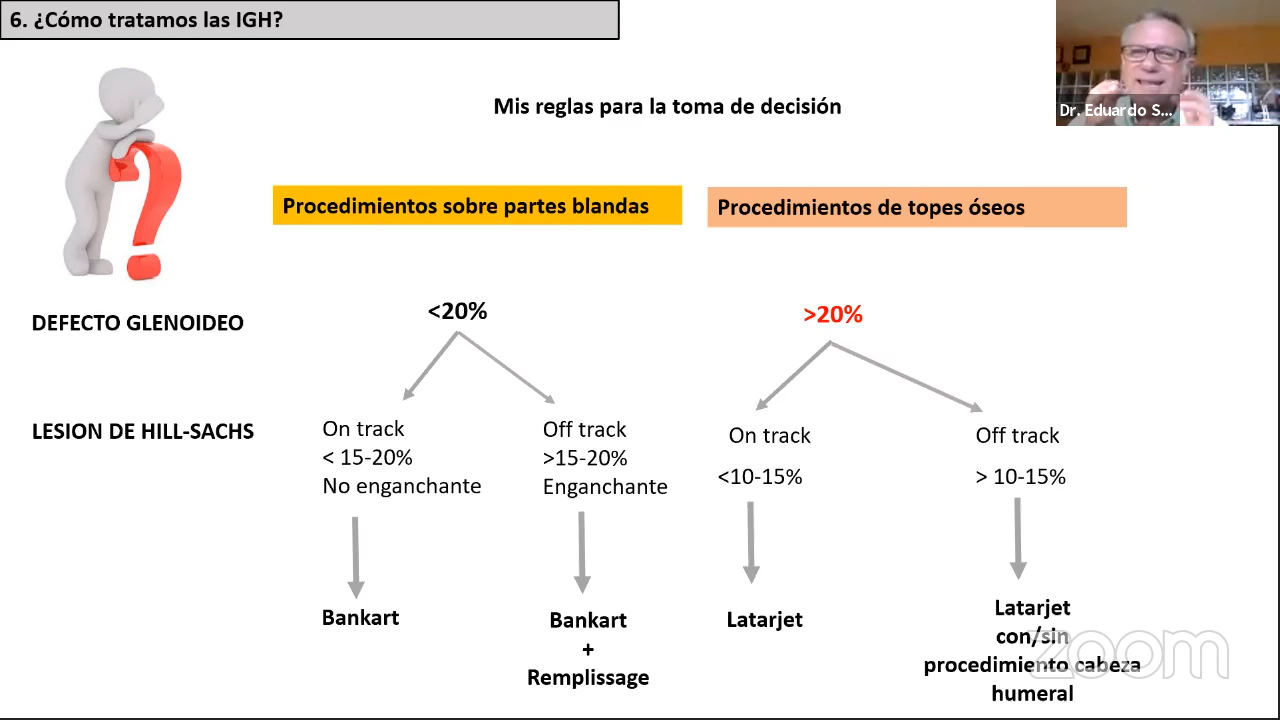 6. ¿Cómo tratamos las IGH?
Dr. Eduardo S...
Mis reglas para la toma de decisión
Procedimientos sobre partes blandas
Procedimientos de topes óseos
DEFECTO GLENOIDEO
<20%
>20%
LESION DE HILL-SACHS
On track
< 15-20%
No enganchante
Off track
>15-20%
Enganchante
On track
<10-15%
Off track
> 10-15%
Bankart
Bankart
+
Remplissage
Latarjet
Latarjet
con/sin
procedimiento cabeza
humeral
zoom